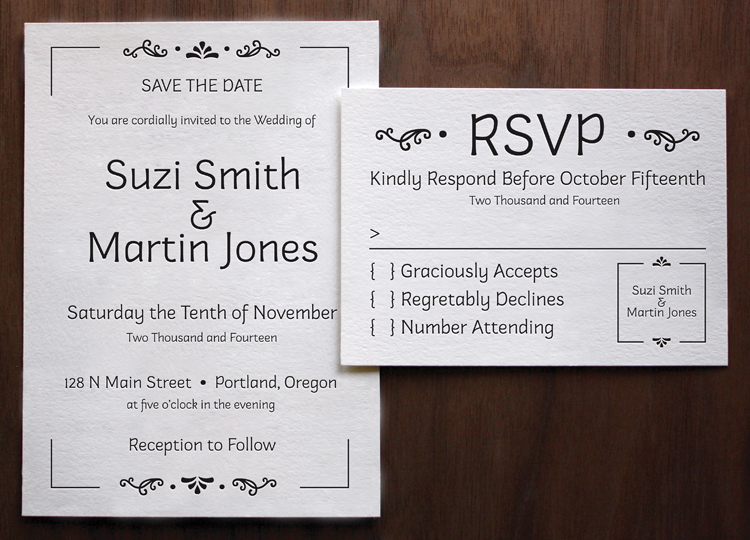 SAVE THE DATE
You are cordially invited to the Wedding of
Suzi Smith
&
Martin Jones
Saturday the Tenth of November
Two Thousand and Fourteen
128 N Main Street • Portland, Oregon
at five o'clock in the evening
Reception to Follow
RSVP
Kindly Respond Before October Fifteenth
Two Thousand and Fourteen
>
{ } Graciously Accepts
{ } Regretably Declines
{ } Number Attending
Suzi Smith
&
Martin Jones